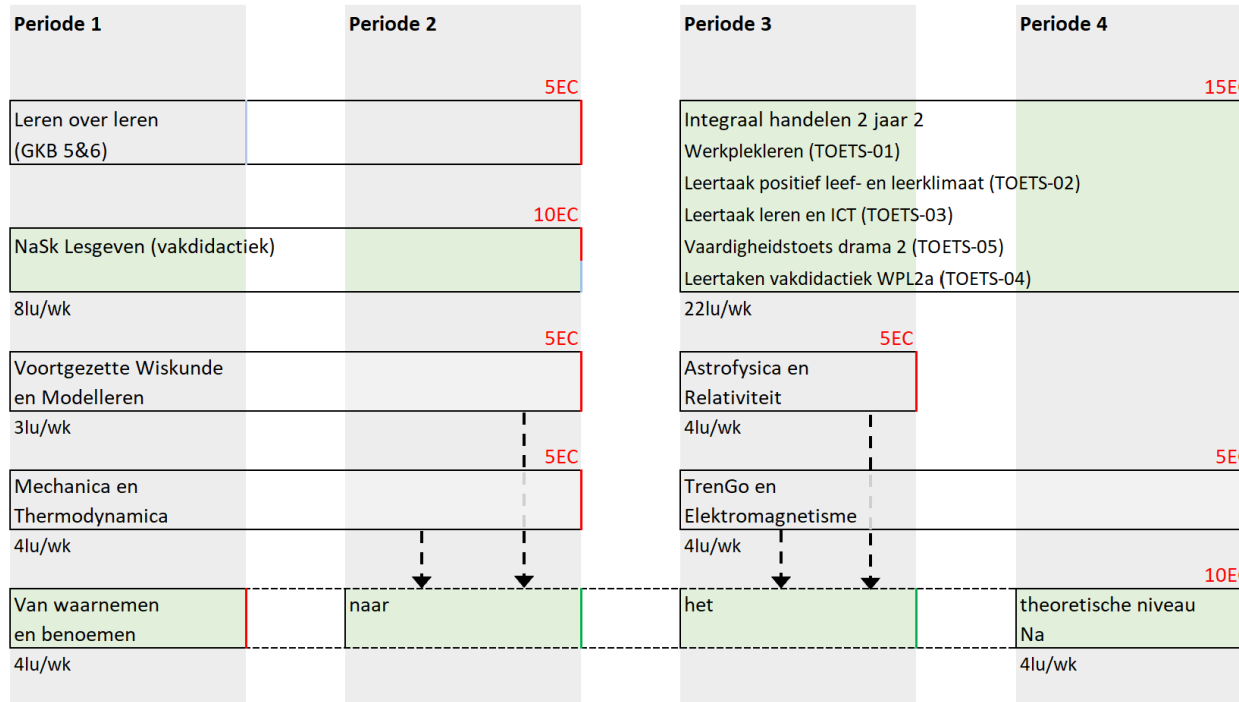 Periode 1
Periode 2
Periode 3
Periode 4
5EC
15EC
Leren over leren
(GKB 5&6)
Integraal handelen 2 jaar 2
Werkplekleren (TOETS-01)
Leertaak positief leef- en leerklimaat (TOETS-02)
Leertaak leren en ICT (TOETS-03)
Vaardigheidstoets drama 2 (TOETS-05)
Leertaken vakdidactiek WPL2a (TOETS-04)
22lu/wk
10EC
NaSk Lesgeven (vakdidactiek)
8lu/wk
5EC
Voortgezette Wiskunde
en Modelleren
3lu/wk
5EC
Astrofysica en
Relativiteit
4lu/wk
5EC
Mechanica en
Thermodynamica
4lu/wk
5EC
TrenGo en
Elektromagnetisme
4lu/wk
10EC
Van waarnemen
en benoemen
naar
het
theoretische niveau
Na
4lu/wk
4lu/wk